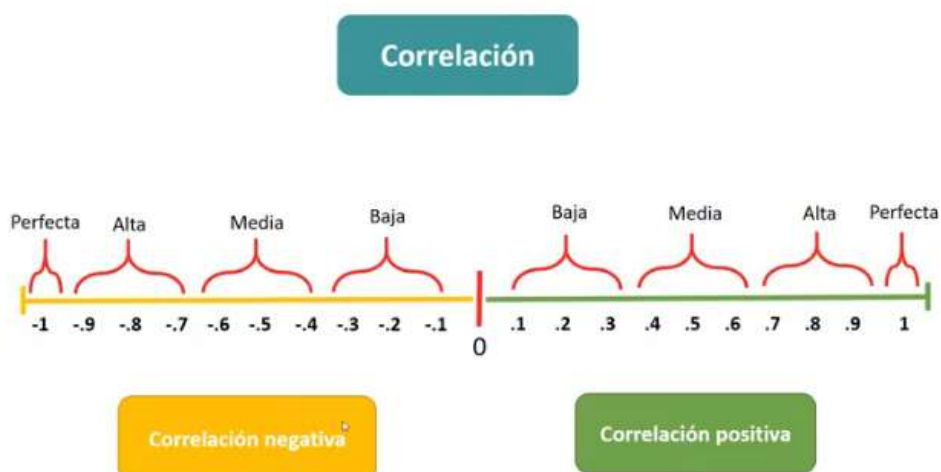 Correlación
Perfecta Alta Media Baja Baja Media Alta Perfecta
-1 -.9 -.8 -.7 -.6 -.5 -.4 -.3 -.2 -.1 .1 .2 .3 .4 .5 .6 .7 .8 .9 1
0
Correlación negativa Correlación positiva